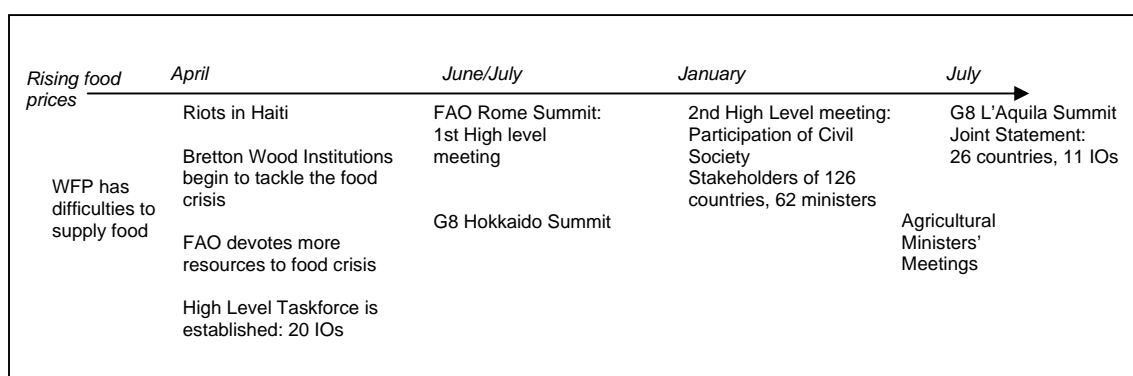 Rising food
prices
April
June/July
January
July
WFP has
difficulties to
supply food
Riots in Haiti
Bretton Wood Institutions
begin to tackle the food
crisis
FAO devotes more
resources to food crisis
High Level Taskforce is
established: 20 IOs
FAO Rome Summit:
1st High level
meeting
G8 Hokkaido Summit
2nd High Level meeting:
Participation of Civil
Society
Stakeholders of 126
countries, 62 ministers
G8 L'Aquila Summit
Joint Statement:
26 countries, 11 IOs
Agricultural
Ministers'
Meetings